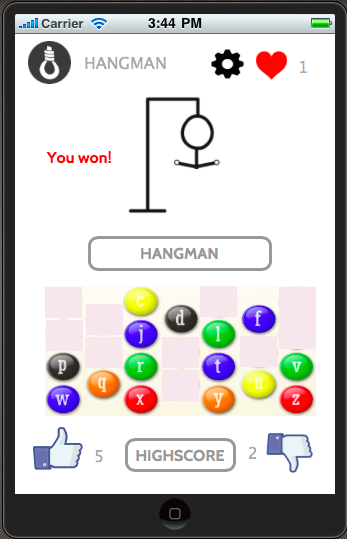 Carrier 3:44 PM
HANGMAN 1
You won!
HANGMAN
c
d f
j l
p r t v
q u
w x y z
5 HIGHSCORE 2